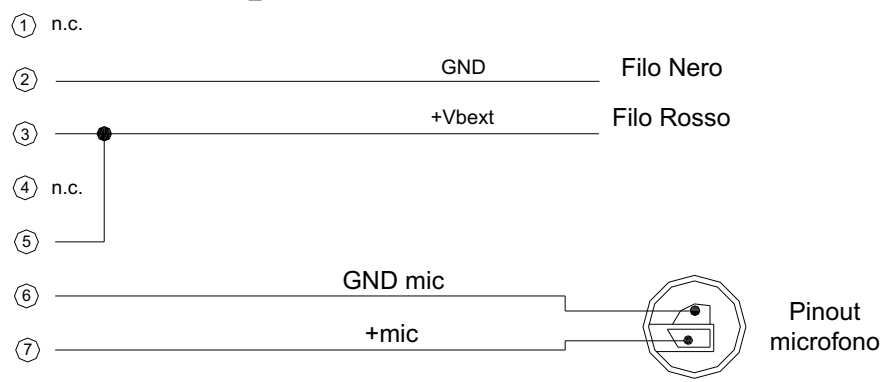 1 n.c.
2 GND Filo Nero
3 +Vbext Filo Rosso
4 n.c.
5
6 GND mic
7 +mic
Pinout
microfono